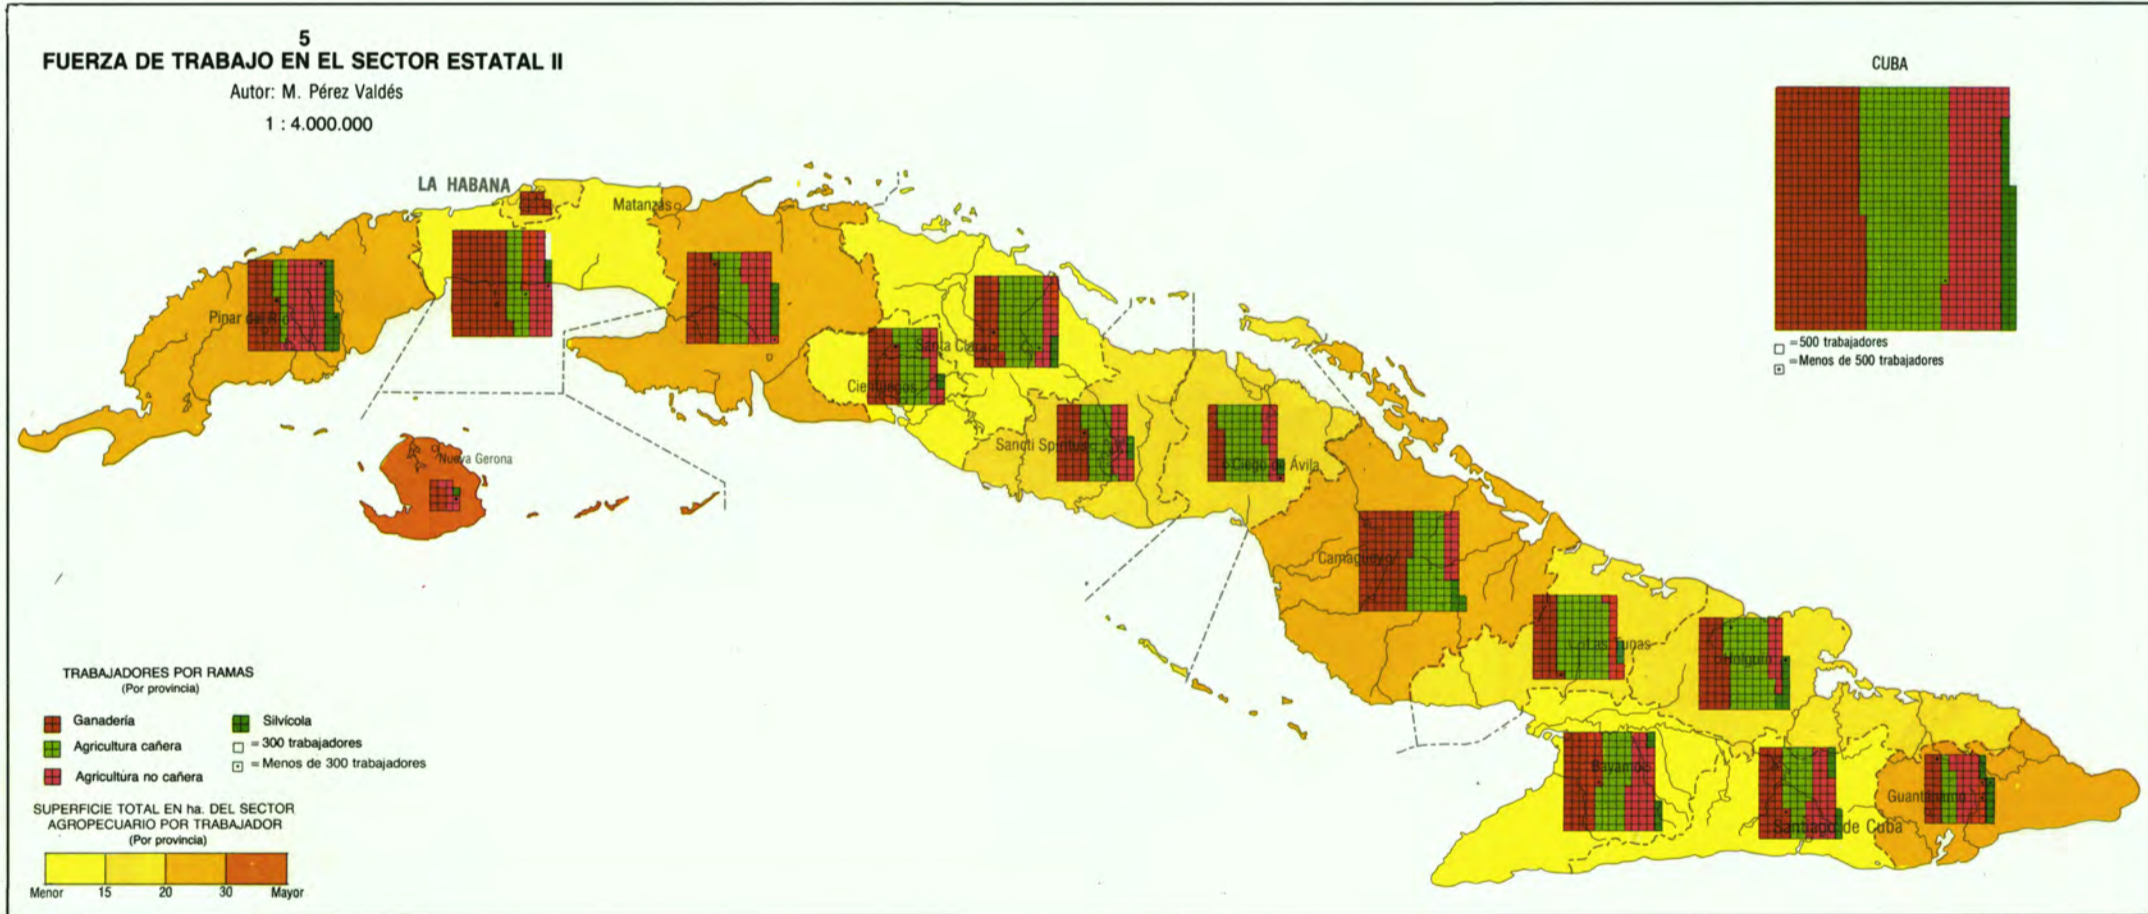 5
FUERZA DE TRABAJO EN EL SECTOR ESTATAL II
Autor: M. Pérez Valdés
1 : 4.000.000
CUBA
= 500 trabajadores
= Menos de 500 trabajadores
LA HABANA
Matanzas
Pinar del Río
Santa Clara
Cienfuegos
Nueva Gerona
Sancti Spíritus
Ciego de Ávila
Camagüey
Las Tunas
Holguín
Bayamo
Guantánamo
Santiago de Cuba
TRABAJADORES POR RAMAS
(Por provincia)
Ganadería
Silvícola
Agricultura cañera
= 300 trabajadores
Agricultura no cañera
= Menos de 300 trabajadores
SUPERFICIE TOTAL EN ha. DEL SECTOR
AGROPECUARIO POR TRABAJADOR
(Por provincia)
Menor 15 20 30 Mayor